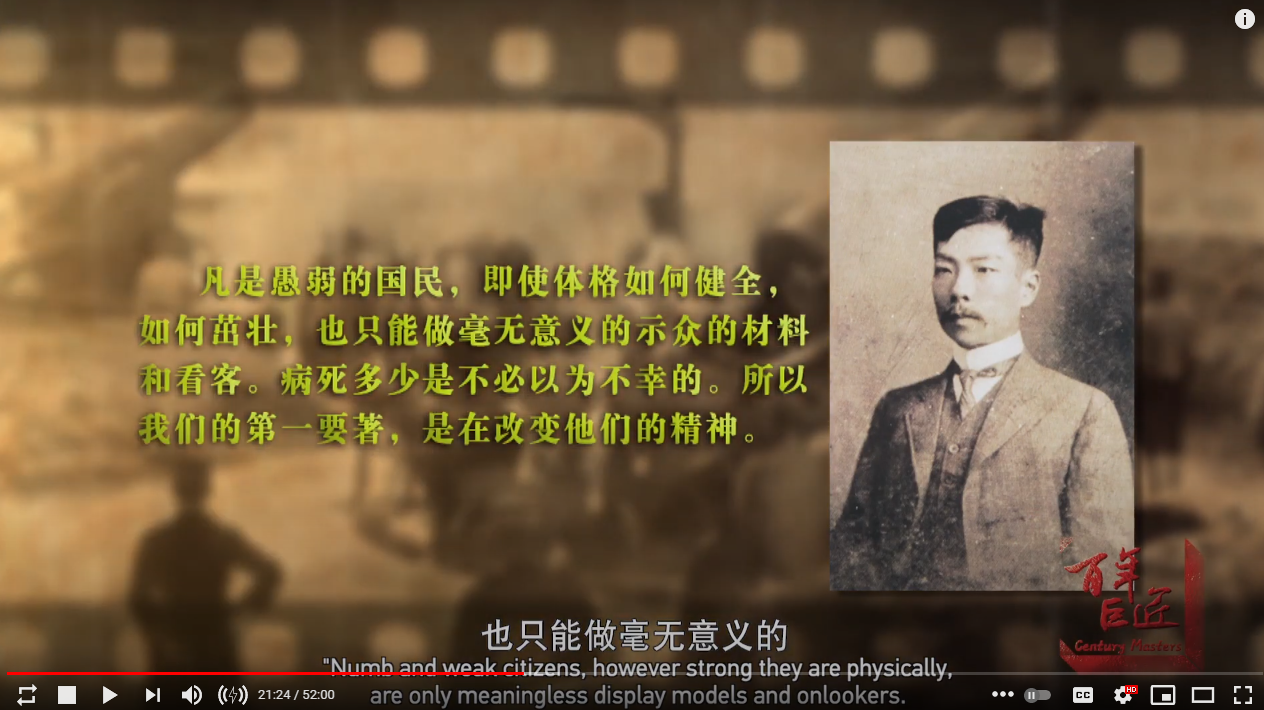 凡是愚弱的国民，即使体格如何健全，
如何茁壮，也只能做毫无意义的示众的材料
和看客。病死多少是不必以为不幸的。所以
我们的第一要著，是在改变他们的精神。
百年
巨匠
Century Masters
也只能做毫无意义的
"Numb and weak citizens, however strong they are physically,
are only meaningless display models and onlookers.
21:24 / 52:00
CC
HD